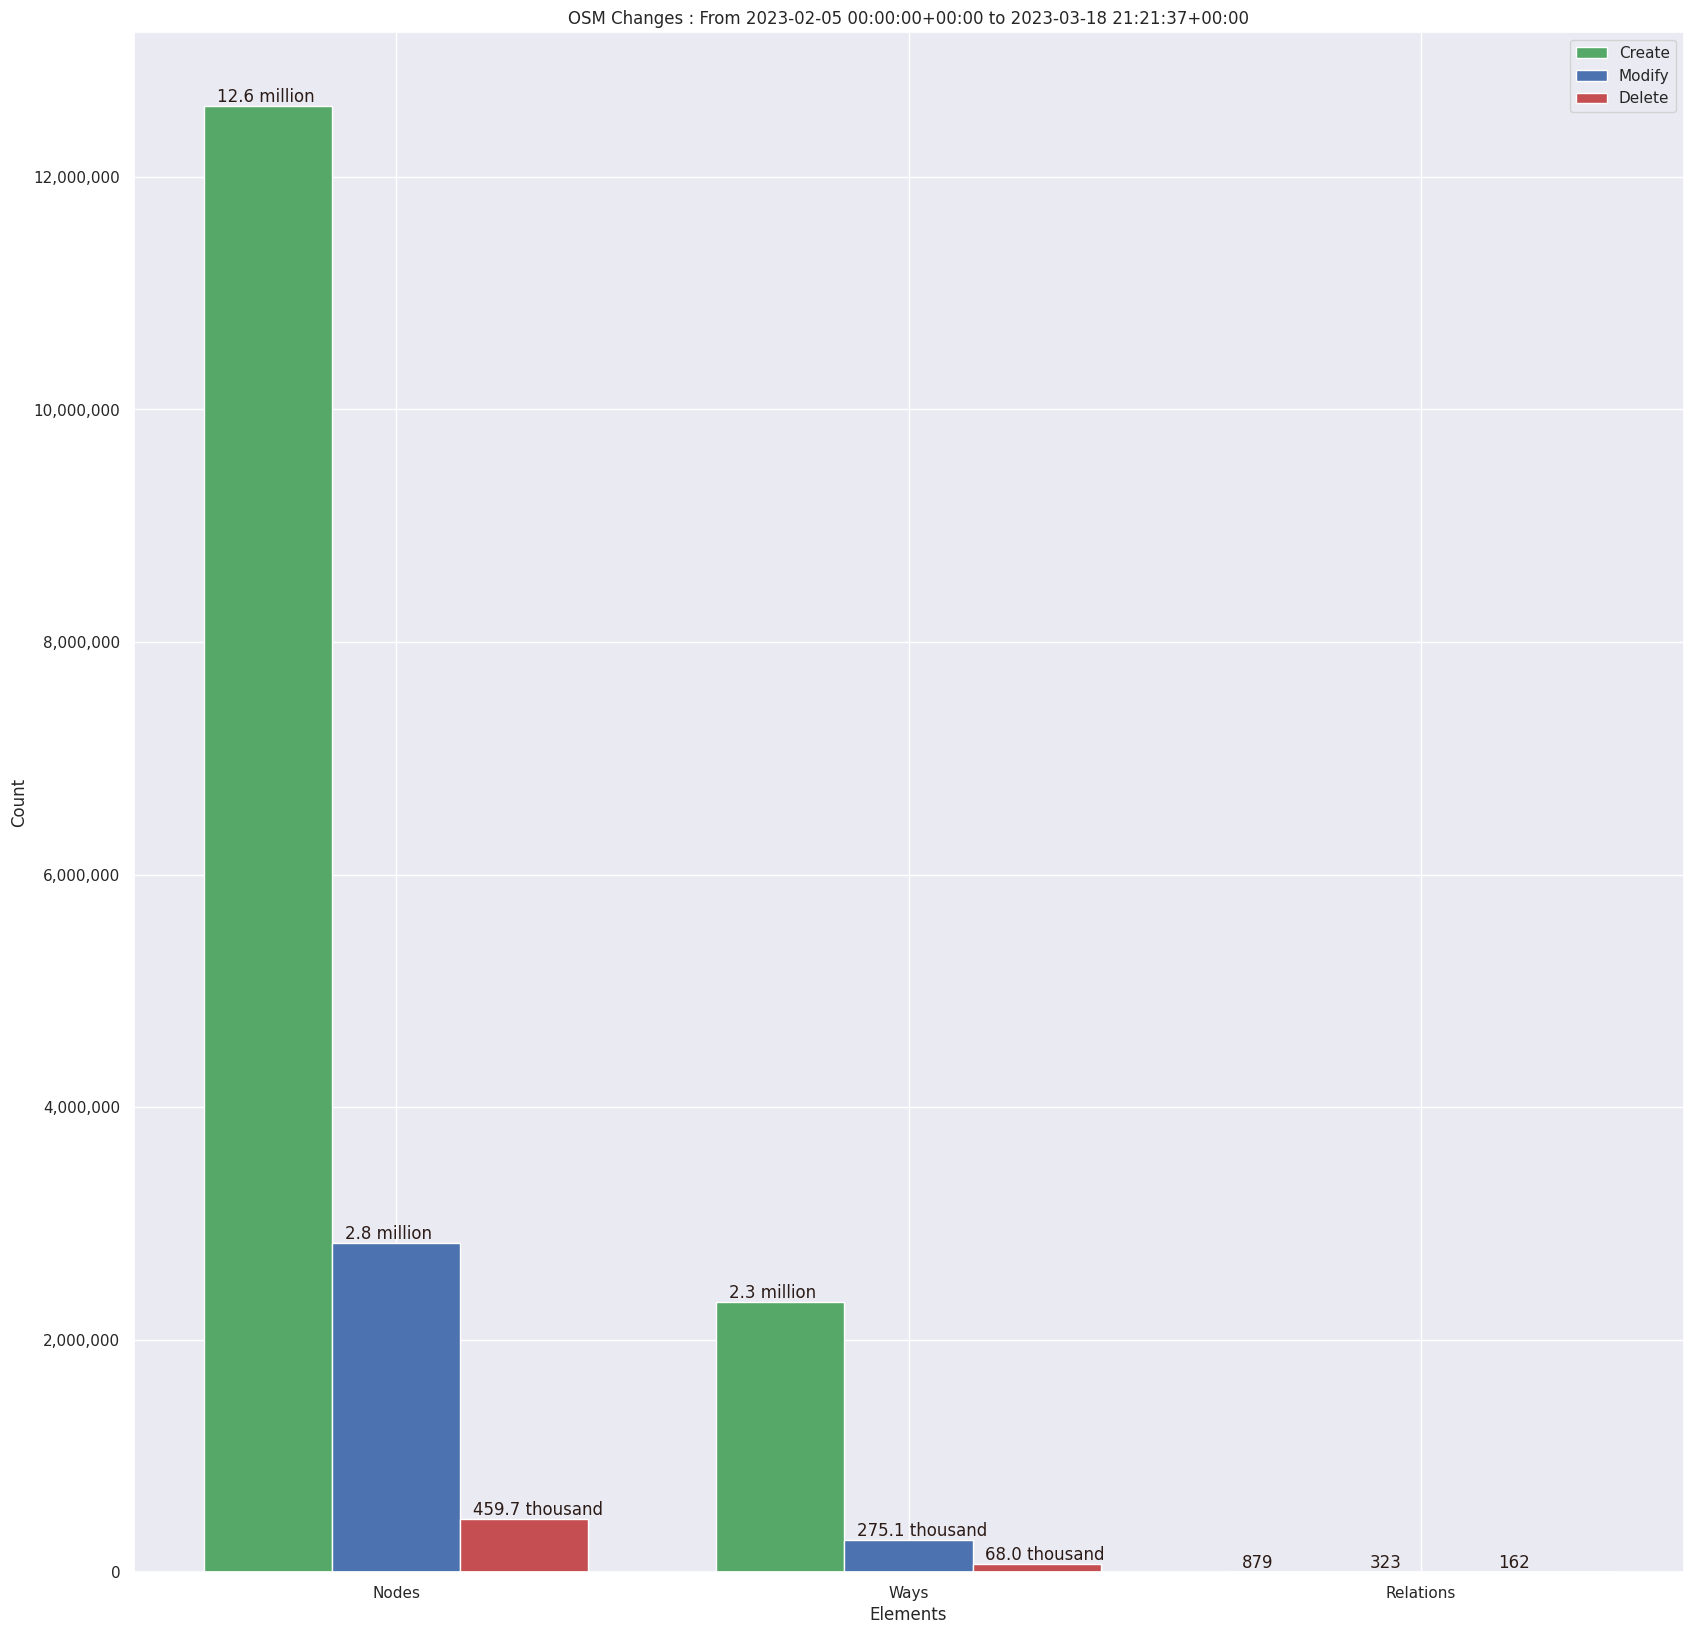 OSM Changes : From 2023-02-05 00:00:00+00:00 to 2023-03-18 21:21:37+00:00
Create
Modify
Delete
12.6 million
12,000,000
10,000,000
8,000,000
6,000,000
4,000,000
2,000,000
0
Count
2.8 million
459.7 thousand
2.3 million
275.1 thousand
68.0 thousand
879
323
162
Nodes
Ways
Relations
Elements